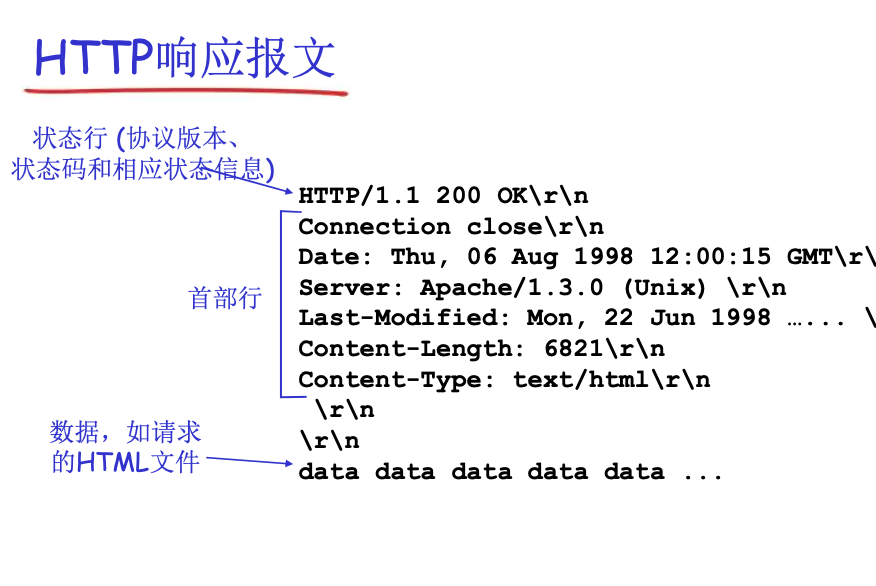 HTTP响应报文
状态行 (协议版本、
状态码和相应状态信息)
HTTP/1.1 200 OK\r\n
Connection close\r\n
Date: Thu, 06 Aug 1998 12:00:15 GMT\r\
Server: Apache/1.3.0 (Unix) \r\n
首部行
Last-Modified: Mon, 22 Jun 1998 …... \
Content-Length: 6821\r\n
Content-Type: text/html\r\n
\r\n
\r\n
数据，如请求
的HTML文件
data data data data data ...